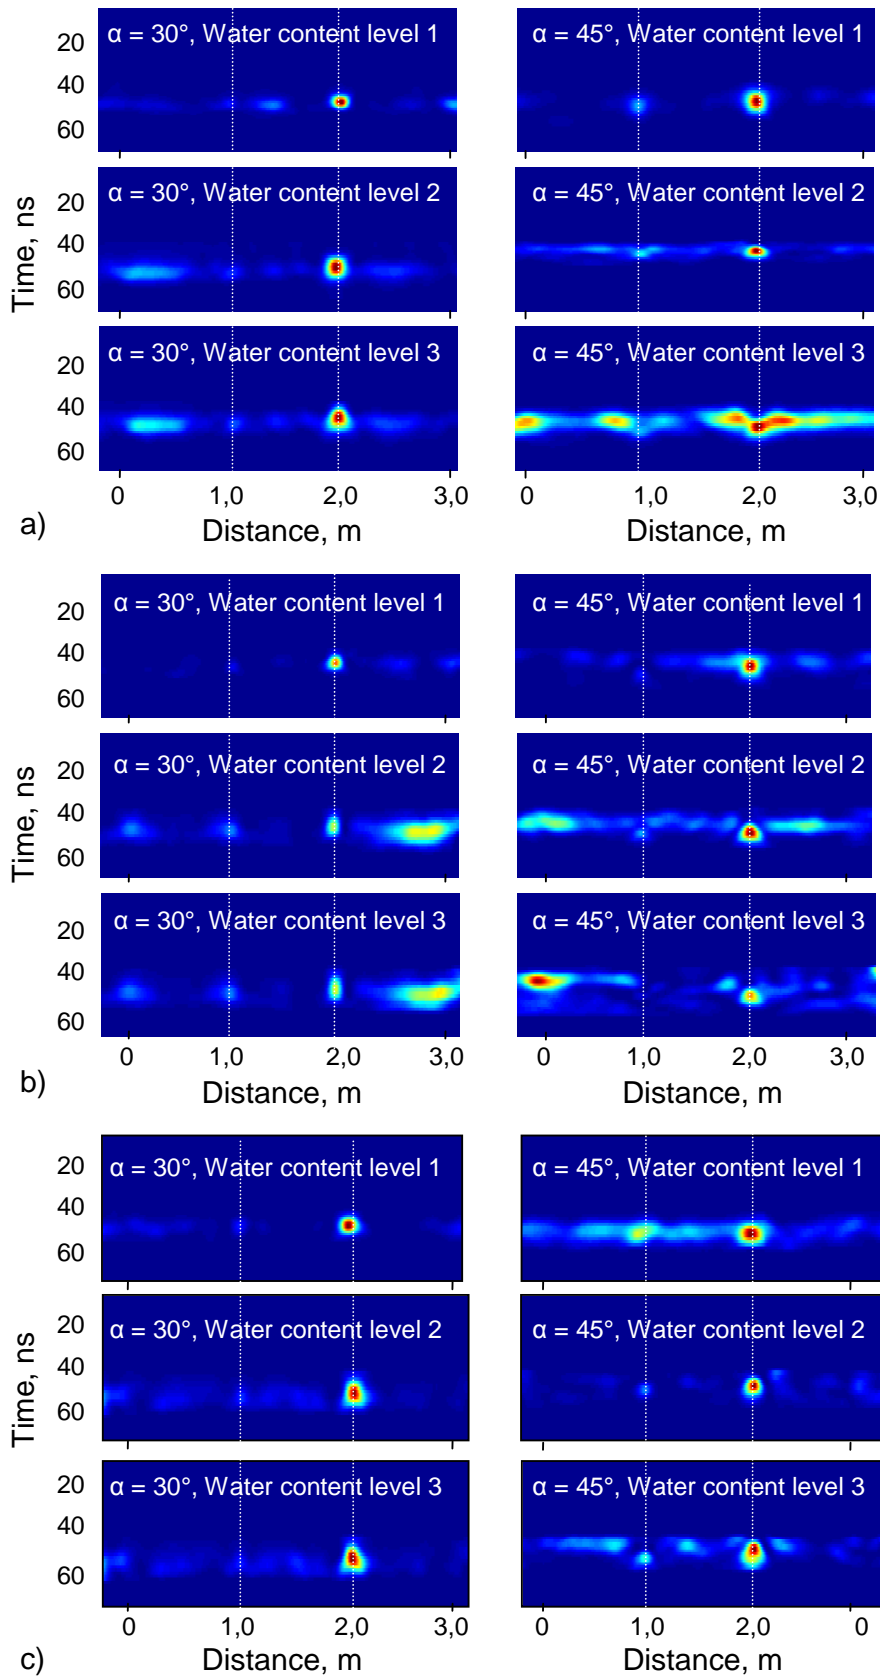 α = 30°, Water content level 1
α = 45°, Water content level 1
20
40
60
α = 30°, Water content level 2
α = 45°, Water content level 2
20
40
60
Time, ns
α = 30°, Water content level 3
α = 45°, Water content level 3
20
40
60
0 1,0 2,0 3,0
0 1,0 2,0 3,0
a)
Distance, m
Distance, m
α = 30°, Water content level 1
α = 45°, Water content level 1
20
40
60
α = 30°, Water content level 2
α = 45°, Water content level 2
20
40
60
Time, ns
α = 30°, Water content level 3
α = 45°, Water content level 3
20
40
60
0 1,0 2,0 3,0
0 1,0 2,0 3,0
b)
Distance, m
Distance, m
α = 30°, Water content level 1
α = 45°, Water content level 1
20
40
60
α = 30°, Water content level 2
α = 45°, Water content level 2
20
40
60
Time, ns
α = 30°, Water content level 3
α = 45°, Water content level 3
20
40
60
0 1,0 2,0 3,0
0 1,0 2,0 0
c)
Distance, m
Distance, m